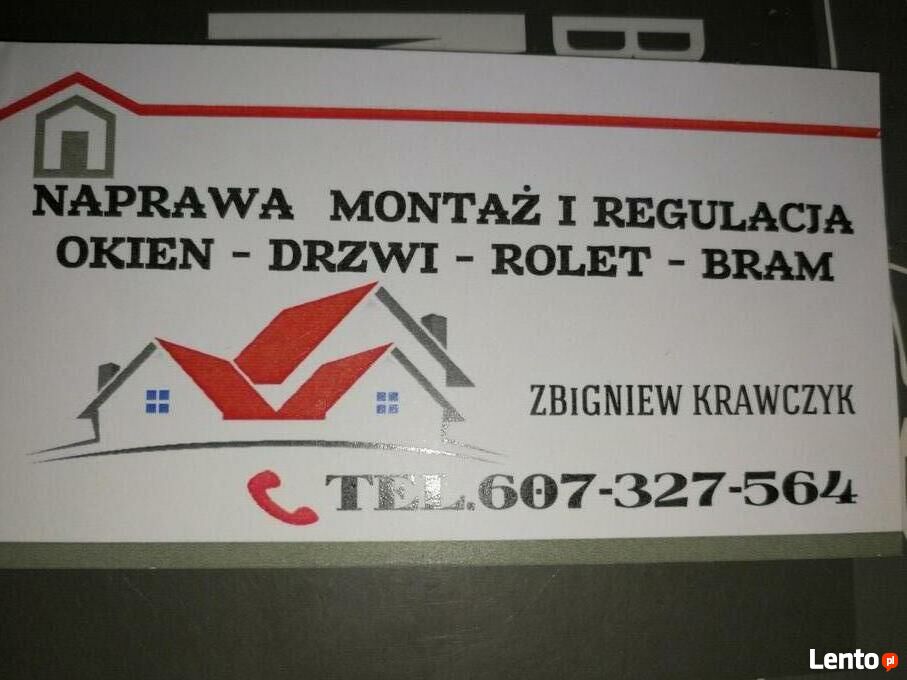 B
NAPRAWA MONTAŻ I REGULACJA
OKIEN - DRZWI - ROLET - BRAM
ZBIGNIEW KRAWCZYK
TEL.607-327-564
Lento pl